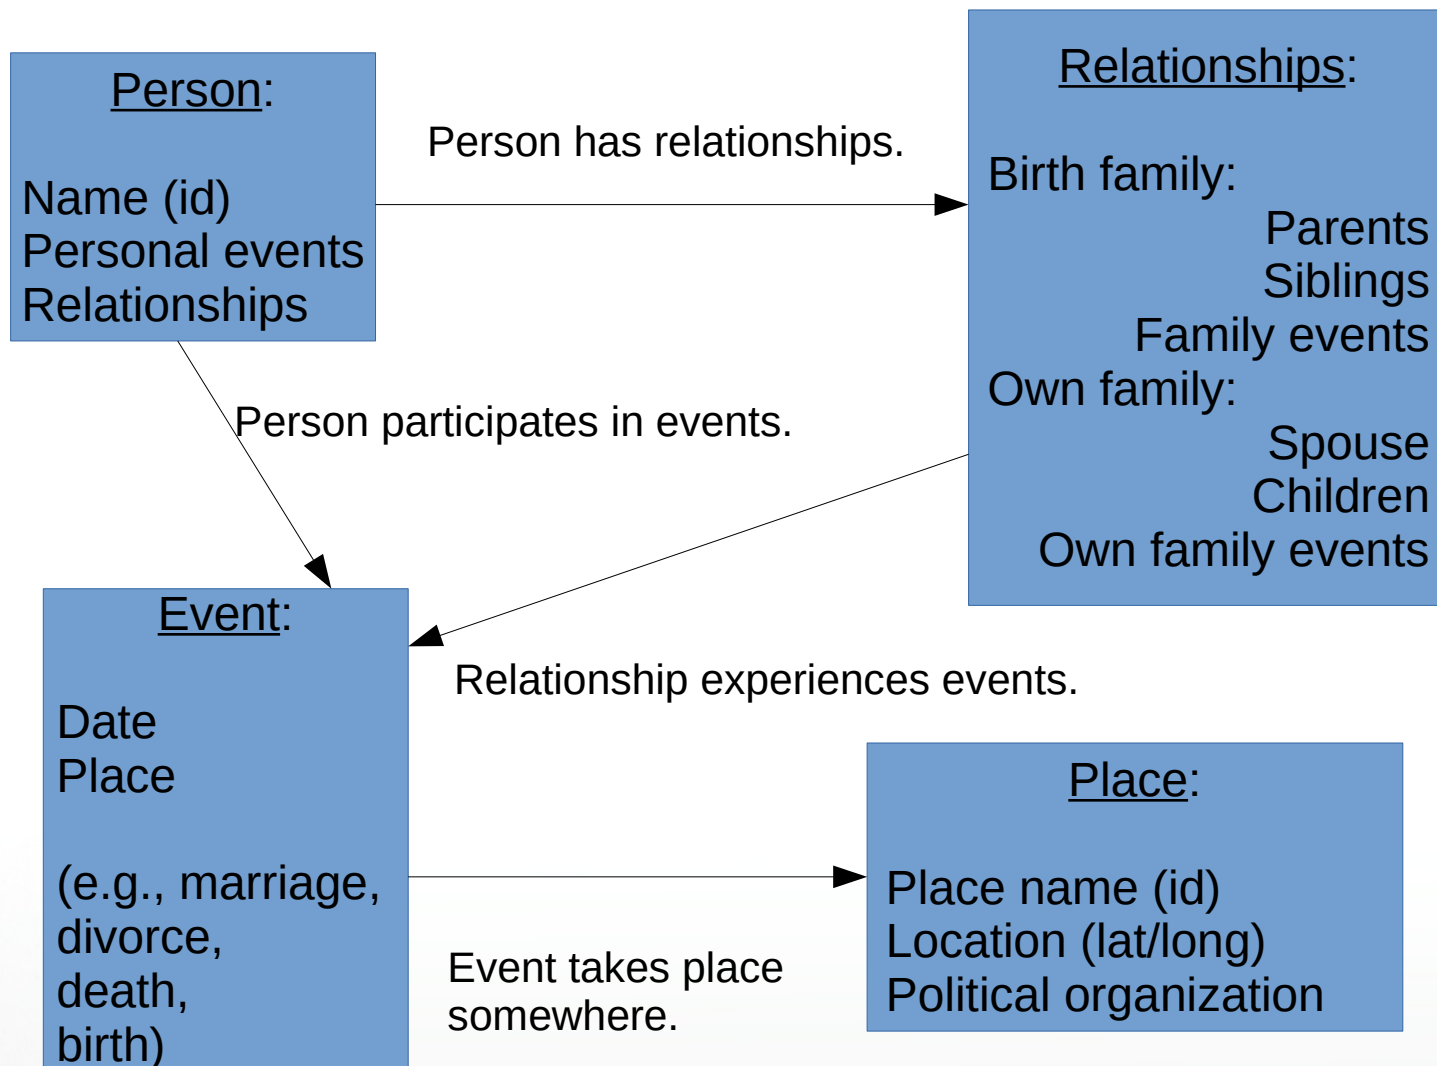 Person:
Name (id)
Personal events
Relationships
Person has relationships.
Relationships:
Birth family:
Parents
Siblings
Family events
Own family:
Spouse
Children
Own family events
Person participates in events.
Relationship experiences events.
Event:
Date
Place
(e.g., marriage,
divorce,
death,
birth)
Event takes place
somewhere.
Place:
Place name (id)
Location (lat/long)
Political organization